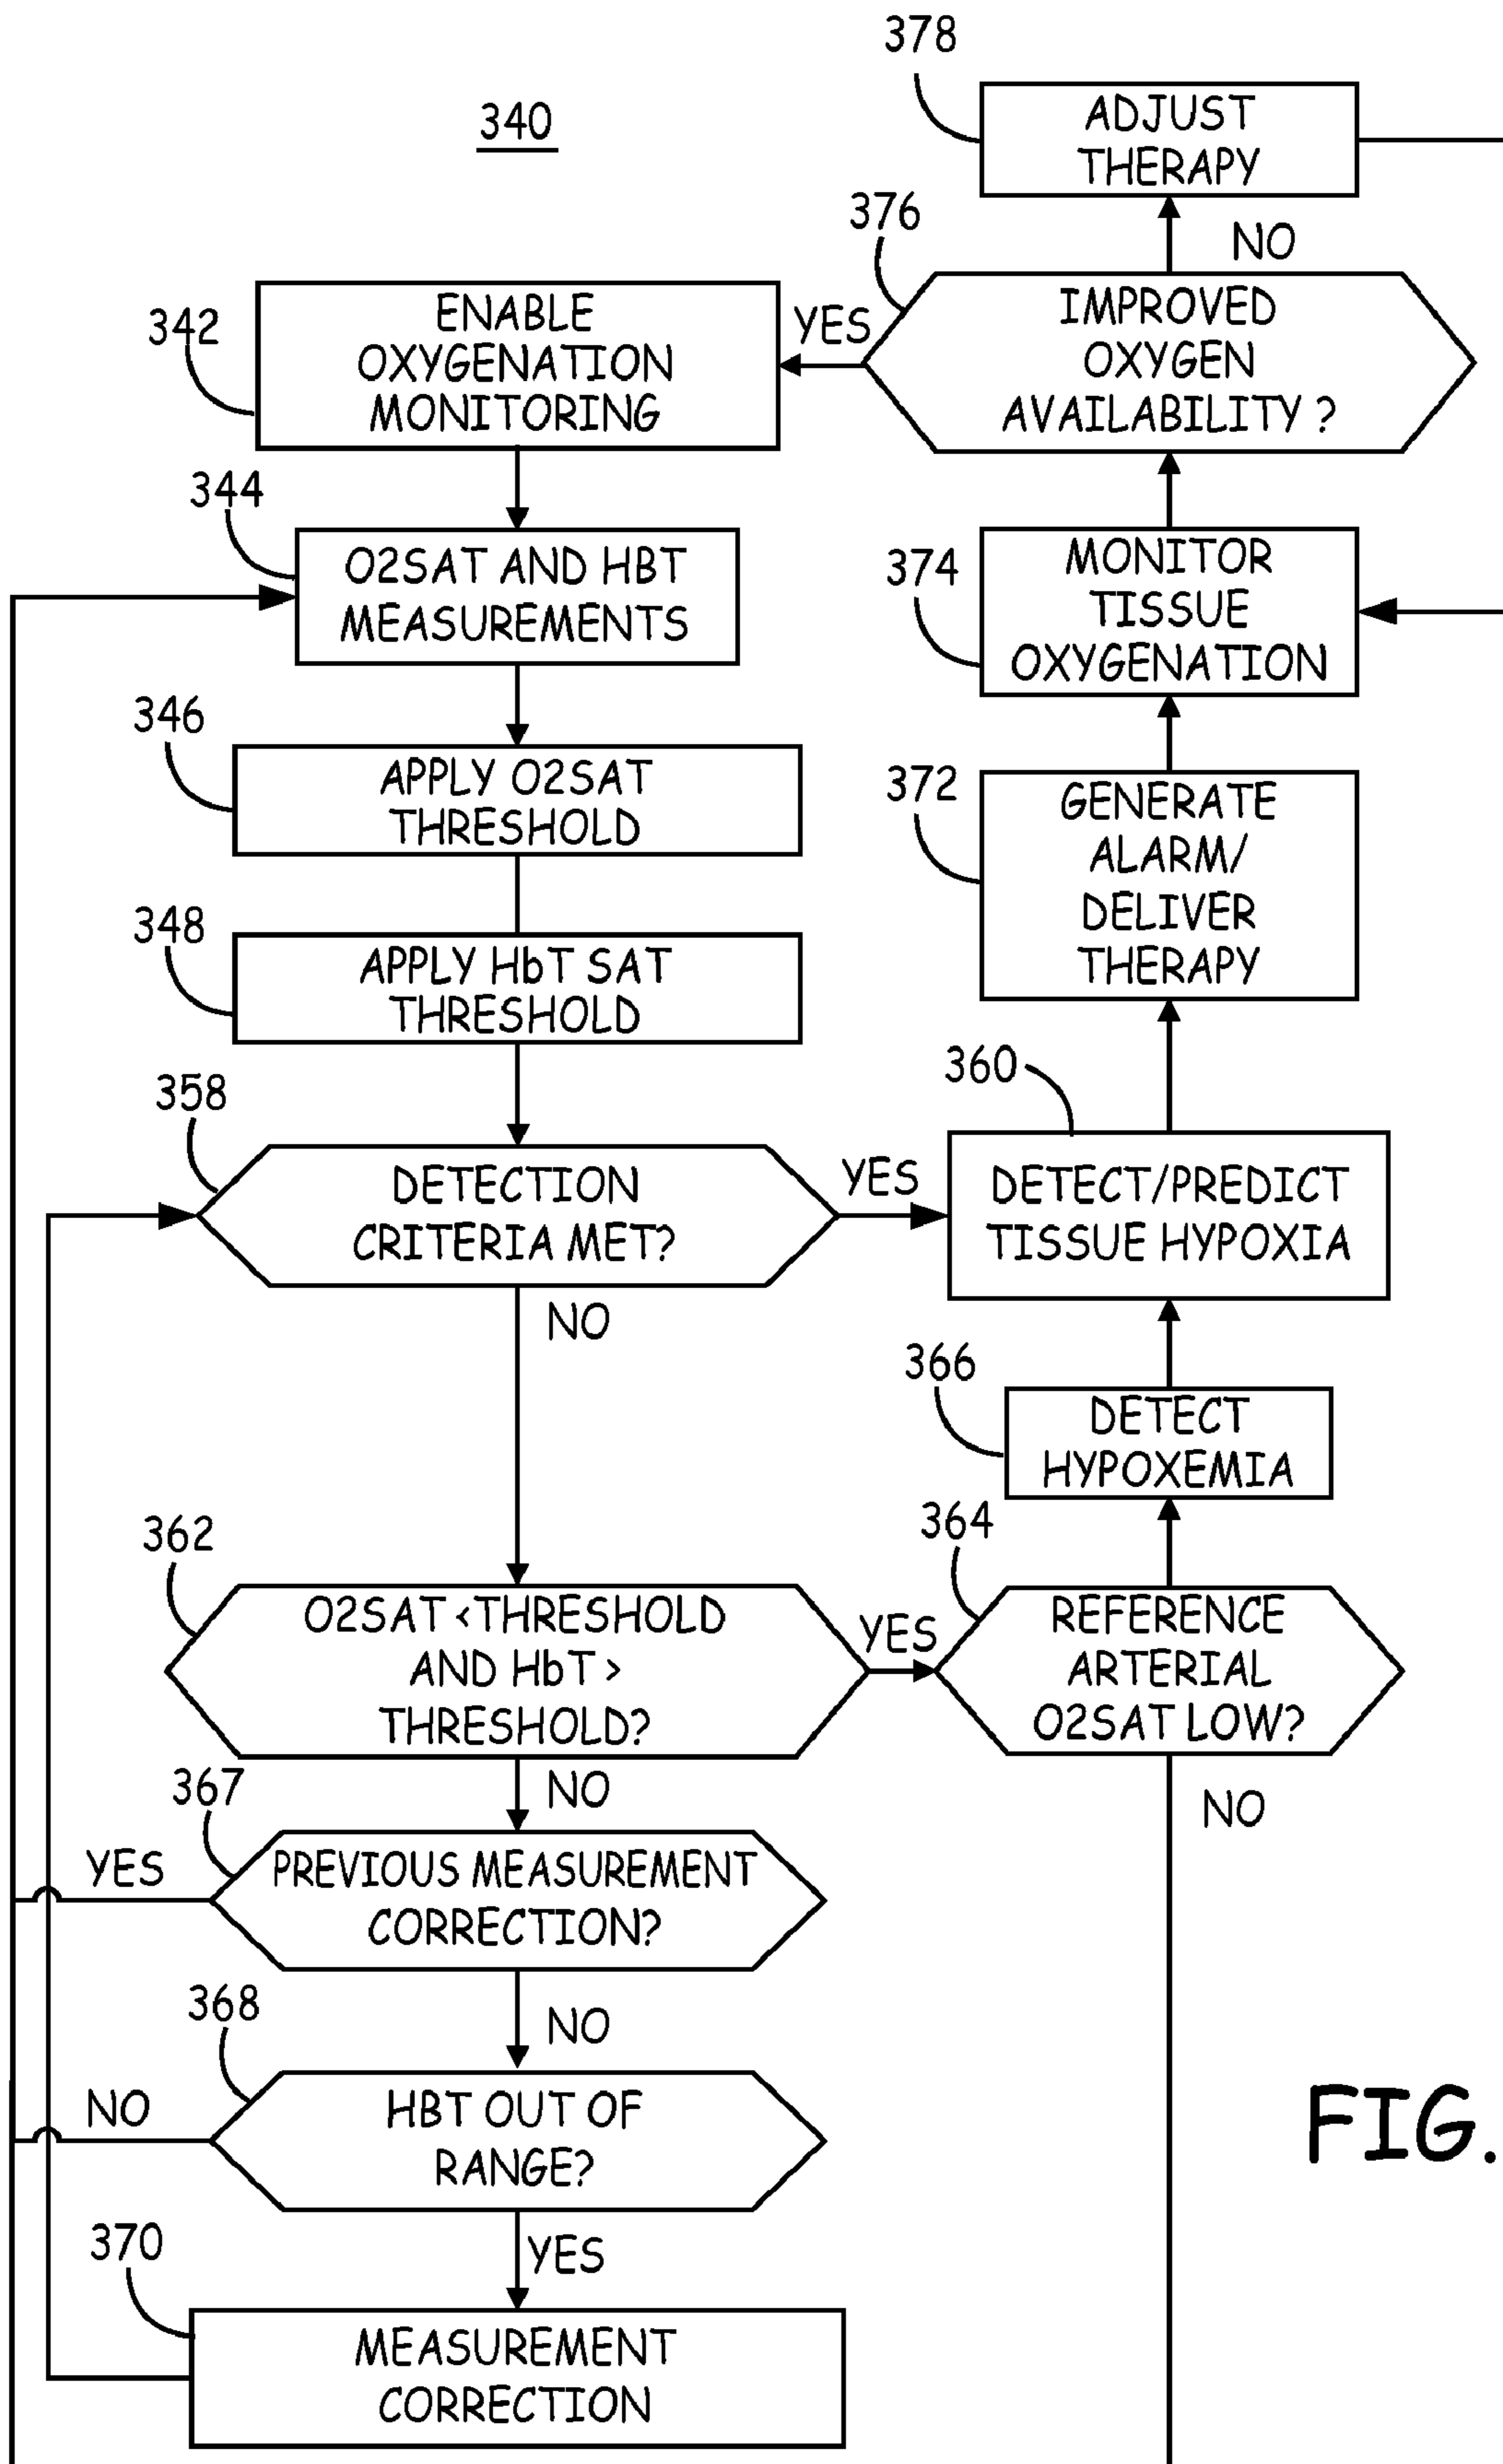 340
342
ENABLE
OXYGENATION
MONITORING
344
O2SAT AND HBT
MEASUREMENTS
346
APPLY O2SAT
THRESHOLD
348
APPLY HbT SAT
THRESHOLD
358
DETECTION
CRITERIA MET?
YES
NO
362
O2SAT <THRESHOLD
AND HbT >
THRESHOLD?
YES
NO
367
PREVIOUS MEASUREMENT
CORRECTION?
YES
NO
368
HBT OUT OF
RANGE?
NO
YES
370
MEASUREMENT
CORRECTION
378
ADJUST
THERAPY
NO
376
IMPROVED
OXYGEN
AVAILABILITY ?
YES
374
MONITOR
TISSUE
OXYGENATION
372
GENERATE
ALARM/
DELIVER
THERAPY
360
DETECT/PREDICT
TISSUE HYPOXIA
366
DETECT
HYPOXEMIA
364
REFERENCE
ARTERIAL
O2SAT LOW?
NO
FIG.